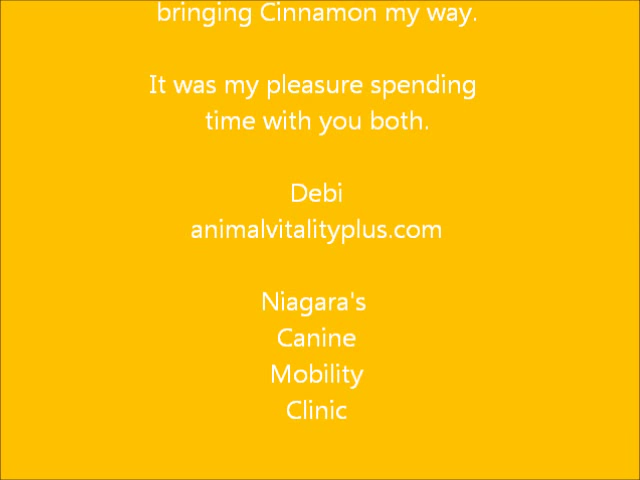 bringing Cinnamon my way.
It was my pleasure spending
time with you both.
Debi
animalvitalityplus.com
Niagara's
Canine
Mobility
Clinic